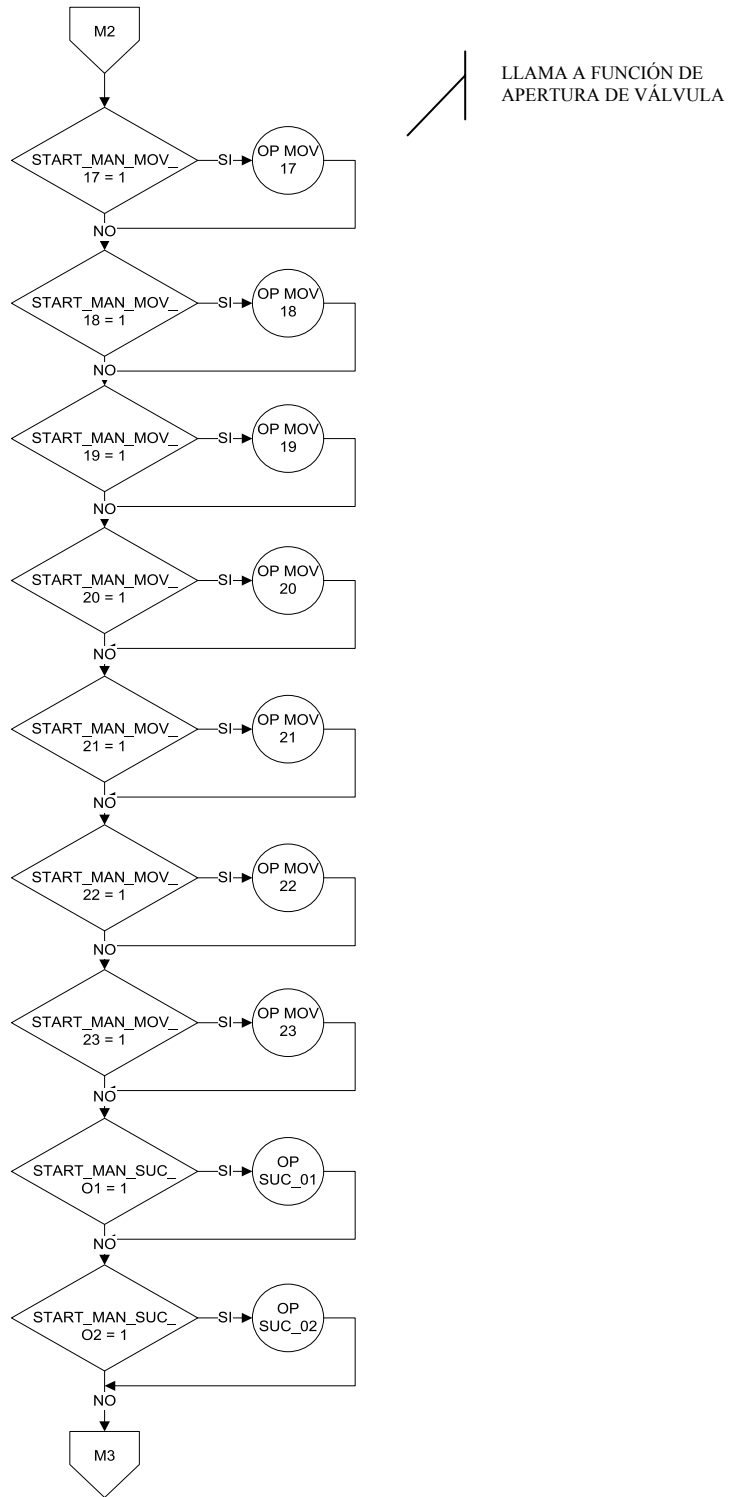 M2
LLAMA A FUNCIÓN DE
APERTURA DE VÁLVULA
START_MAN_MOV_
17 = 1
SI
OP MOV
17
NO
START_MAN_MOV_
18 = 1
SI
OP MOV
18
NO
START_MAN_MOV_
19 = 1
SI
OP MOV
19
NO
START_MAN_MOV_
20 = 1
SI
OP MOV
20
NO
START_MAN_MOV_
21 = 1
SI
OP MOV
21
NO
START_MAN_MOV_
22 = 1
SI
OP MOV
22
NO
START_MAN_MOV_
23 = 1
SI
OP MOV
23
NO
START_MAN_SUC_
O1 = 1
SI
OP
SUC_01
NO
START_MAN_SUC_
O2 = 1
SI
OP
SUC_02
NO
M3